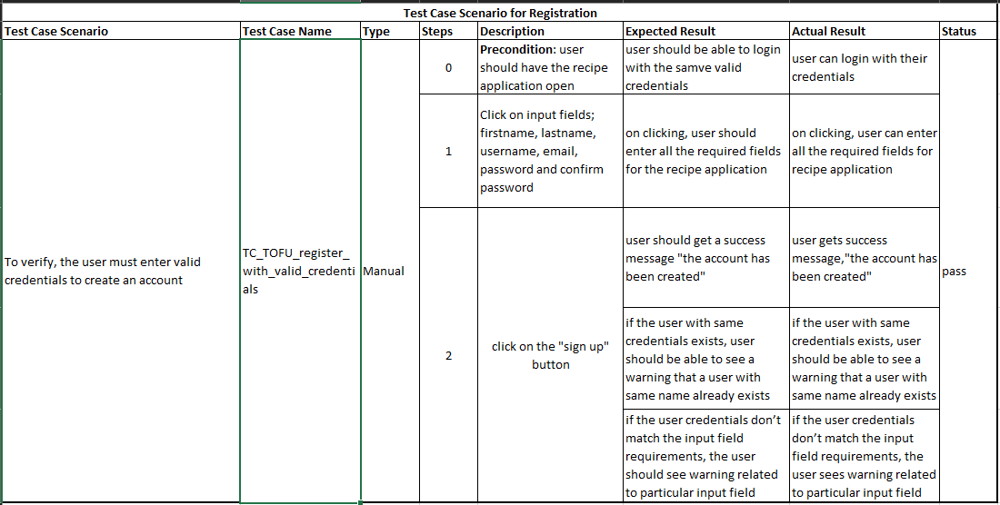 Test Case Scenario for Registration
Test Case Scenario
Test Case Name
Type
Steps
Description
Expected Result
Actual Result
Status
To verify, the user must enter valid
credentials to create an account
TC_TOFU_register_
with_valid_credenti
als
Manual
0
Precondition: user
should have the recipe
application open
user should be able to login
with the samve valid
credentials
user can login with their
credentials
1
Click on input fields;
firstname, lastname,
username, email,
password and confirm
password
on clicking, user should
enter all the required fields
for the recipe application
on clicking, user can enter
all the required fields for
recipe application
2
click on the "sign up"
button
user should get a success
message "the account has
been created"
user gets success
message,"the account has
been created"
if the user with same
credentials exists, user
should be able to see a
warning that a user with
same name already exists
if the user with same
credentials exists, user
should be able to see a
warning that a user with
same name already exists
if the user credentials don’t
match the input field
requirements, the user
should see warning related
to particular input field
if the user credentials
don’t match the input
field requirements, the
user sees warning related
to particular input field
pass